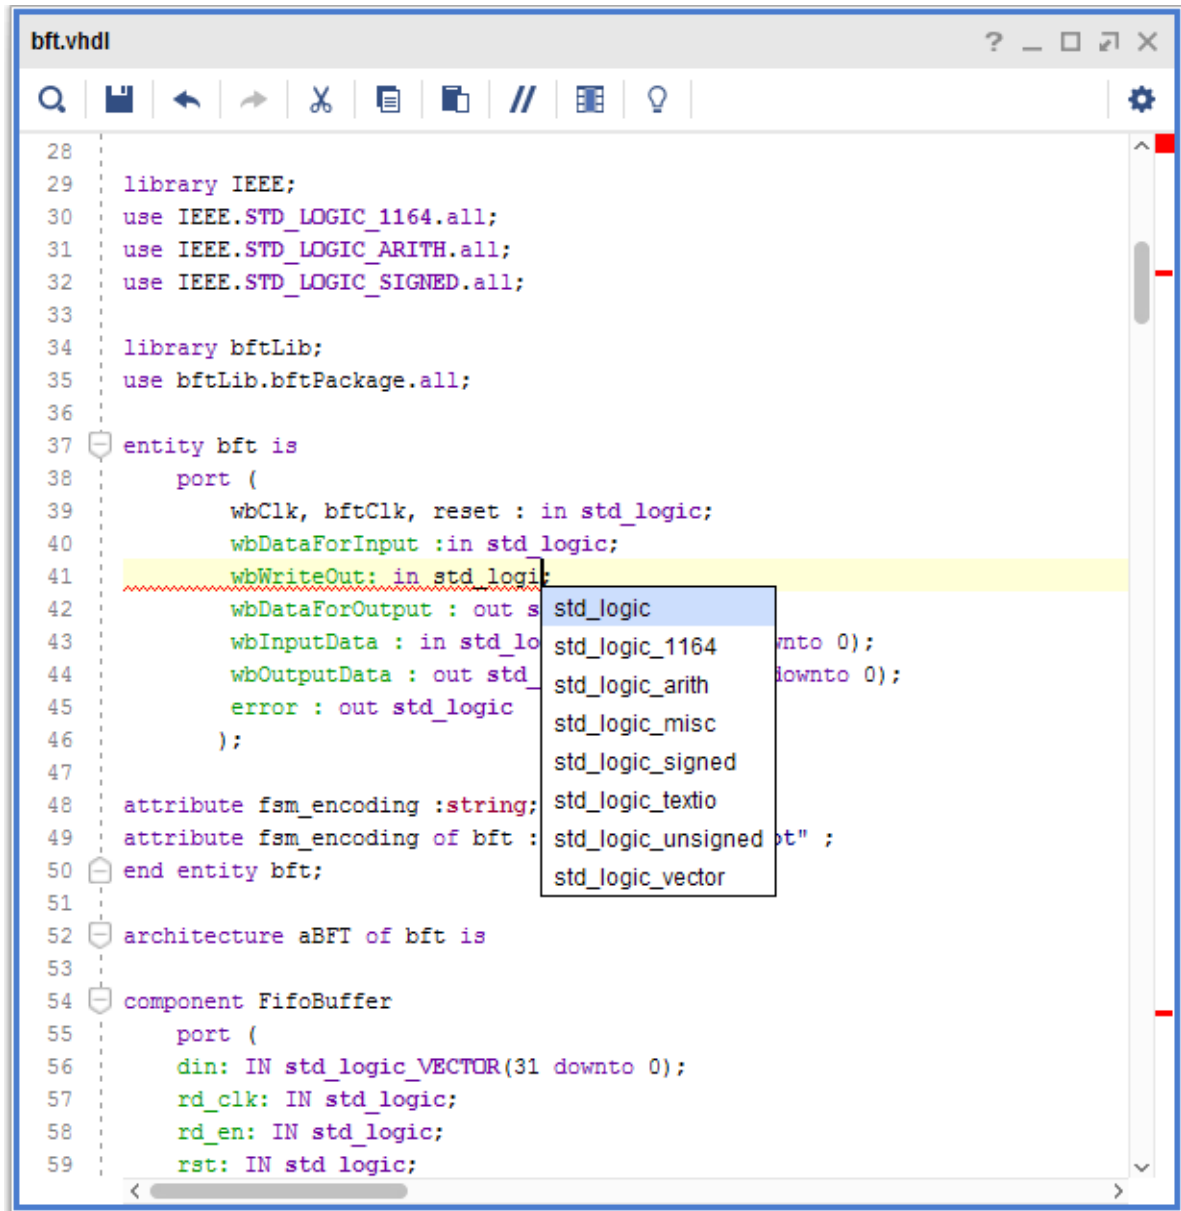 bft.vhdl
28
29 library IEEE;
30 use IEEE.STD_LOGIC_1164.all;
31 use IEEE.STD_LOGIC_ARITH.all;
32 use IEEE.STD_LOGIC_SIGNED.all;
33
34 library bftLib;
35 use bftLib.bftPackage.all;
36
37 entity bft is
38 port (
39 wbClk, bftClk, reset : in std_logic;
40 wbDataForInput :in std_logic;
41 wbWriteOut: in std_logi;
42 wbDataForOutput : out s
43 wbInputData : in std_lo wnto 0);
44 wbOutputData : out std_ downto 0);
45 error : out std_logic
46 );
47
48 attribute fsm_encoding :string;
49 attribute fsm_encoding of bft : ot" ;
50 end entity bft;
51
52 architecture aBFT of bft is
53
54 component FifoBuffer
55 port (
56 din: IN std_logic_VECTOR(31 downto 0);
57 rd_clk: IN std_logic;
58 rd_en: IN std_logic;
59 rst: IN std_logic;
std_logic
std_logic_1164
std_logic_arith
std_logic_misc
std_logic_signed
std_logic_textio
std_logic_unsigned
std_logic_vector